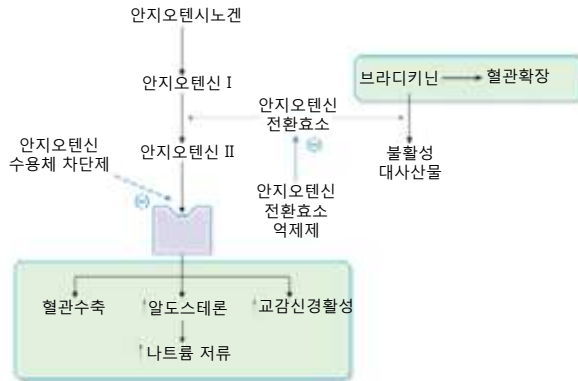 안지오텐시노겐
안지오텐신 I
브라디키닌
혈관확장
안지오텐신
전환효소
안지오텐신
수용체 차단제
안지오텐신 II
불활성
대사산물
(-)
(-)
안지오텐신
전환효소
억제제
혈관수축
↑알도스테론
↑교감신경활성
↑나트륨 저류